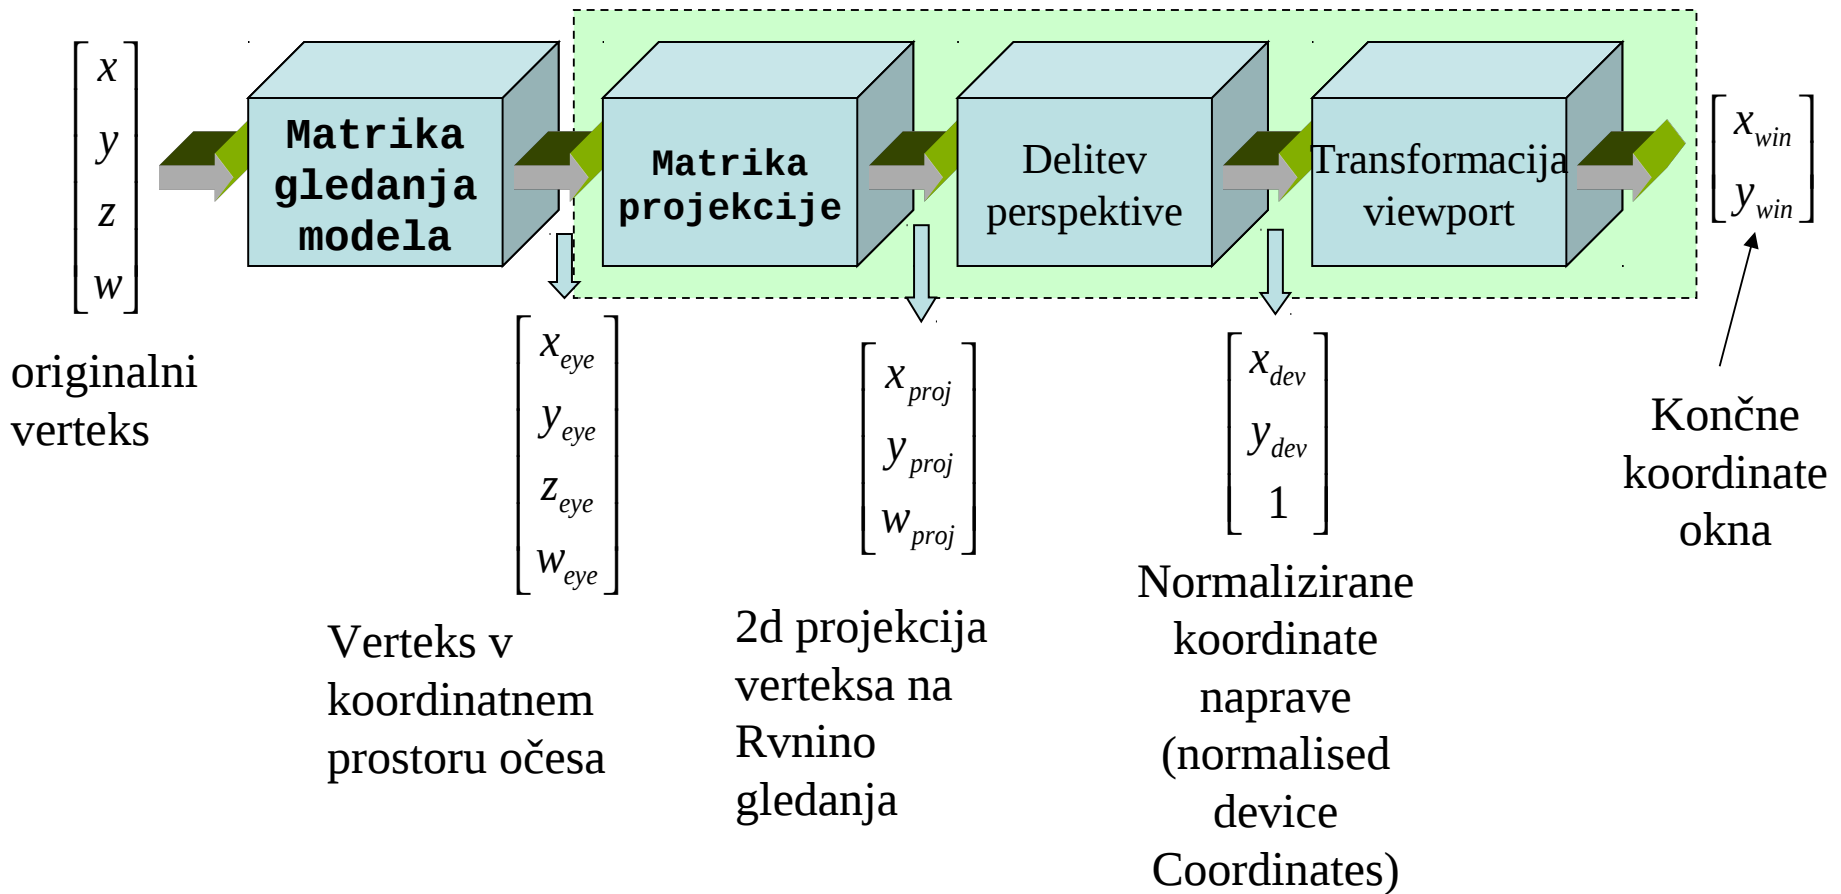 x
y
z
w
originalni
verteks
Matrika
gledanja
modela
x_eye
y_eye
z_eye
w_eye
Verteks v
koordinatnem
prostoru očesa
Matrika
projekcije
x_proj
y_proj
w_proj
2d projekcija
verteksa na
Rvnino
gledanja
Delitev
perspektive
x_dev
y_dev
1
Normalizirane
koordinate
naprave
(normalised
device
Coordinates)
Transformacija
viewport
x_win
y_win
Končne
koordinate
okna